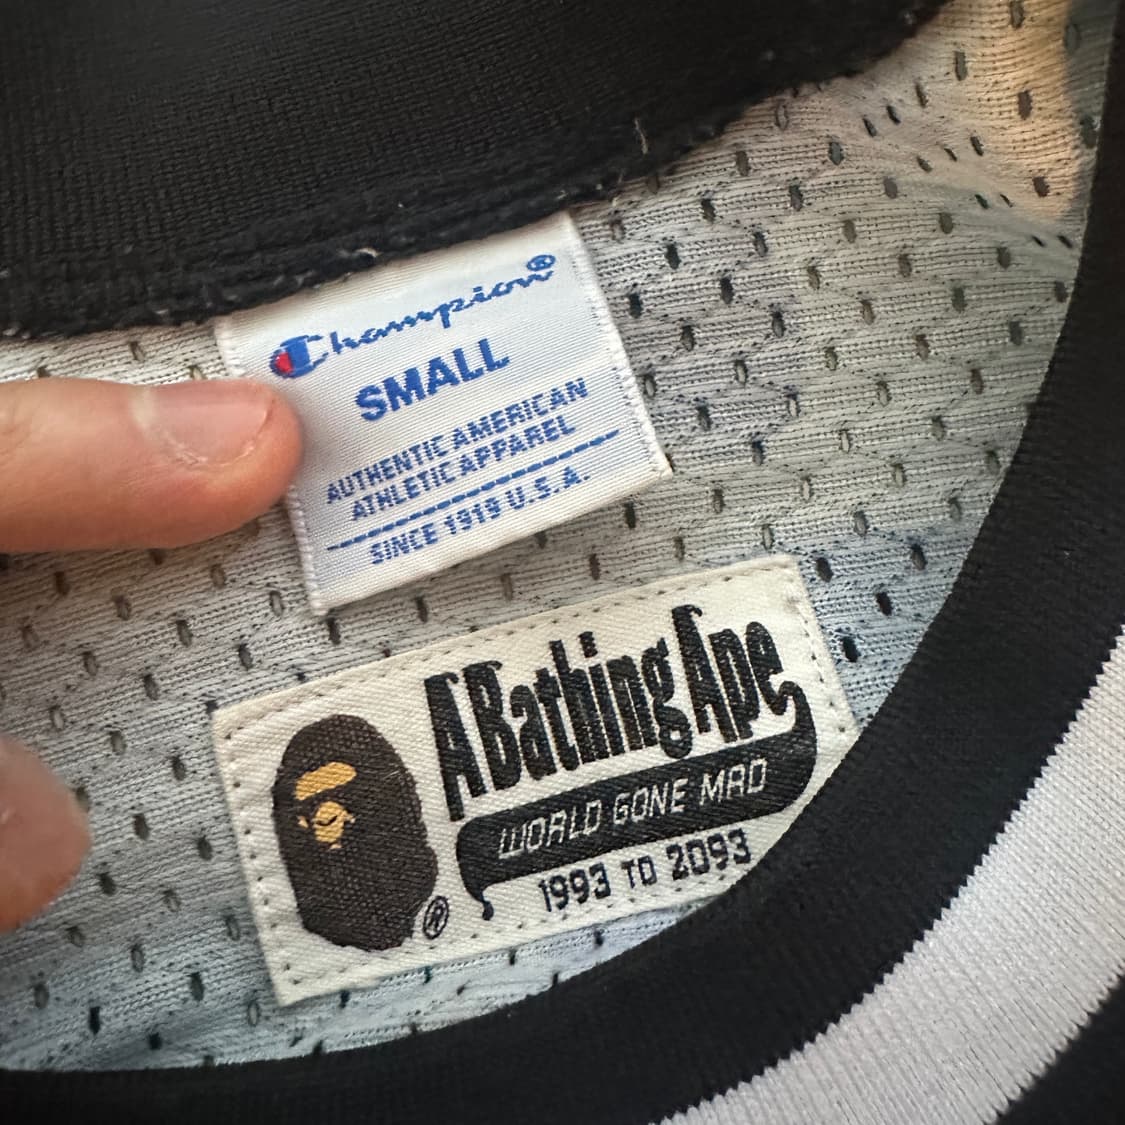 Champion®
SMALL
AUTHENTIC AMERICAN
ATHLETIC APPAREL
SINCE 1919 U.S.A.
A Bathing Ape
WORLD GONE MAD
1993 TO 2093
®